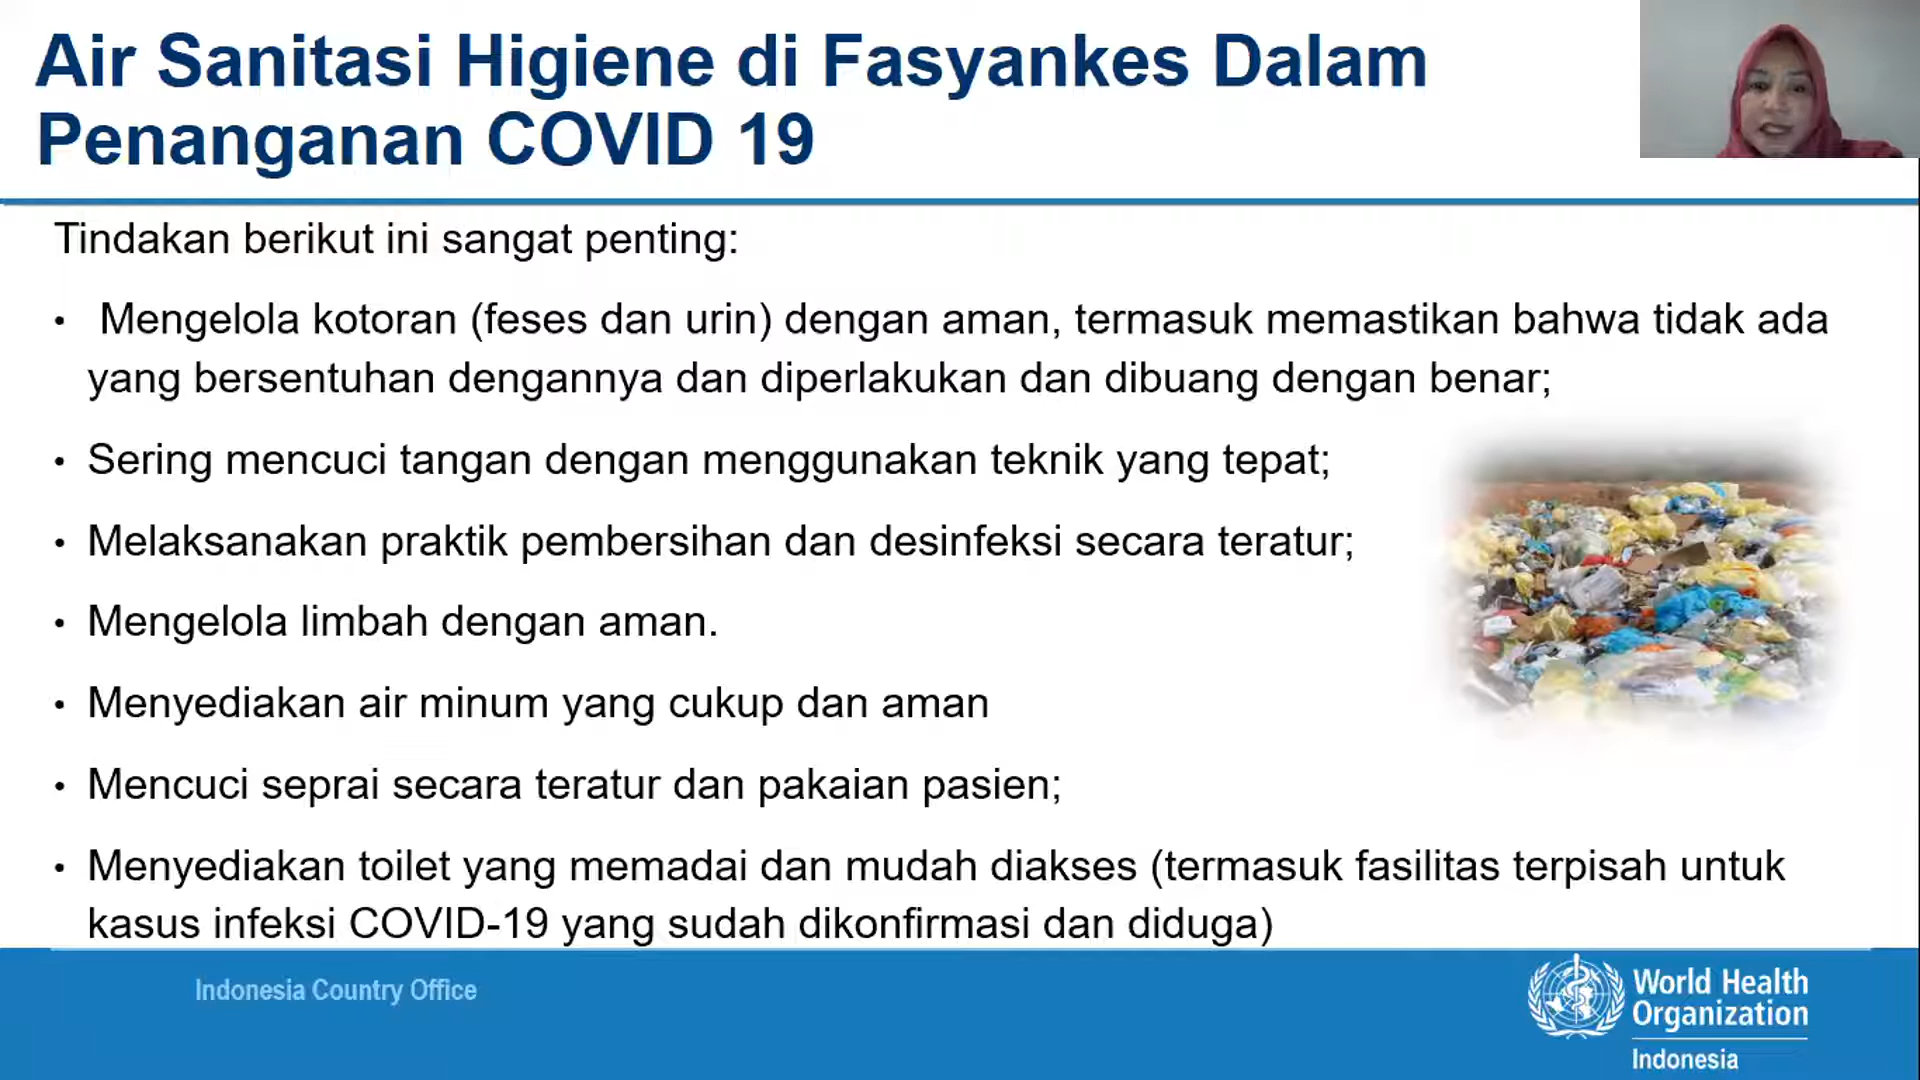 Air Sanitasi Higiene di Fasyankes Dalam
Penanganan COVID 19
Tindakan berikut ini sangat penting:
• Mengelola kotoran (feses dan urin) dengan aman, termasuk memastikan bahwa tidak ada
yang bersentuhan dengannya dan diperlakukan dan dibuang dengan benar;
• Sering mencuci tangan dengan menggunakan teknik yang tepat;
• Melaksanakan praktik pembersihan dan desinfeksi secara teratur;
• Mengelola limbah dengan aman.
• Menyediakan air minum yang cukup dan aman
• Mencuci seprai secara teratur dan pakaian pasien;
• Menyediakan toilet yang memadai dan mudah diakses (termasuk fasilitas terpisah untuk
kasus infeksi COVID-19 yang sudah dikonfirmasi dan diduga)
Indonesia Country Office
World Health
Organization
Indonesia